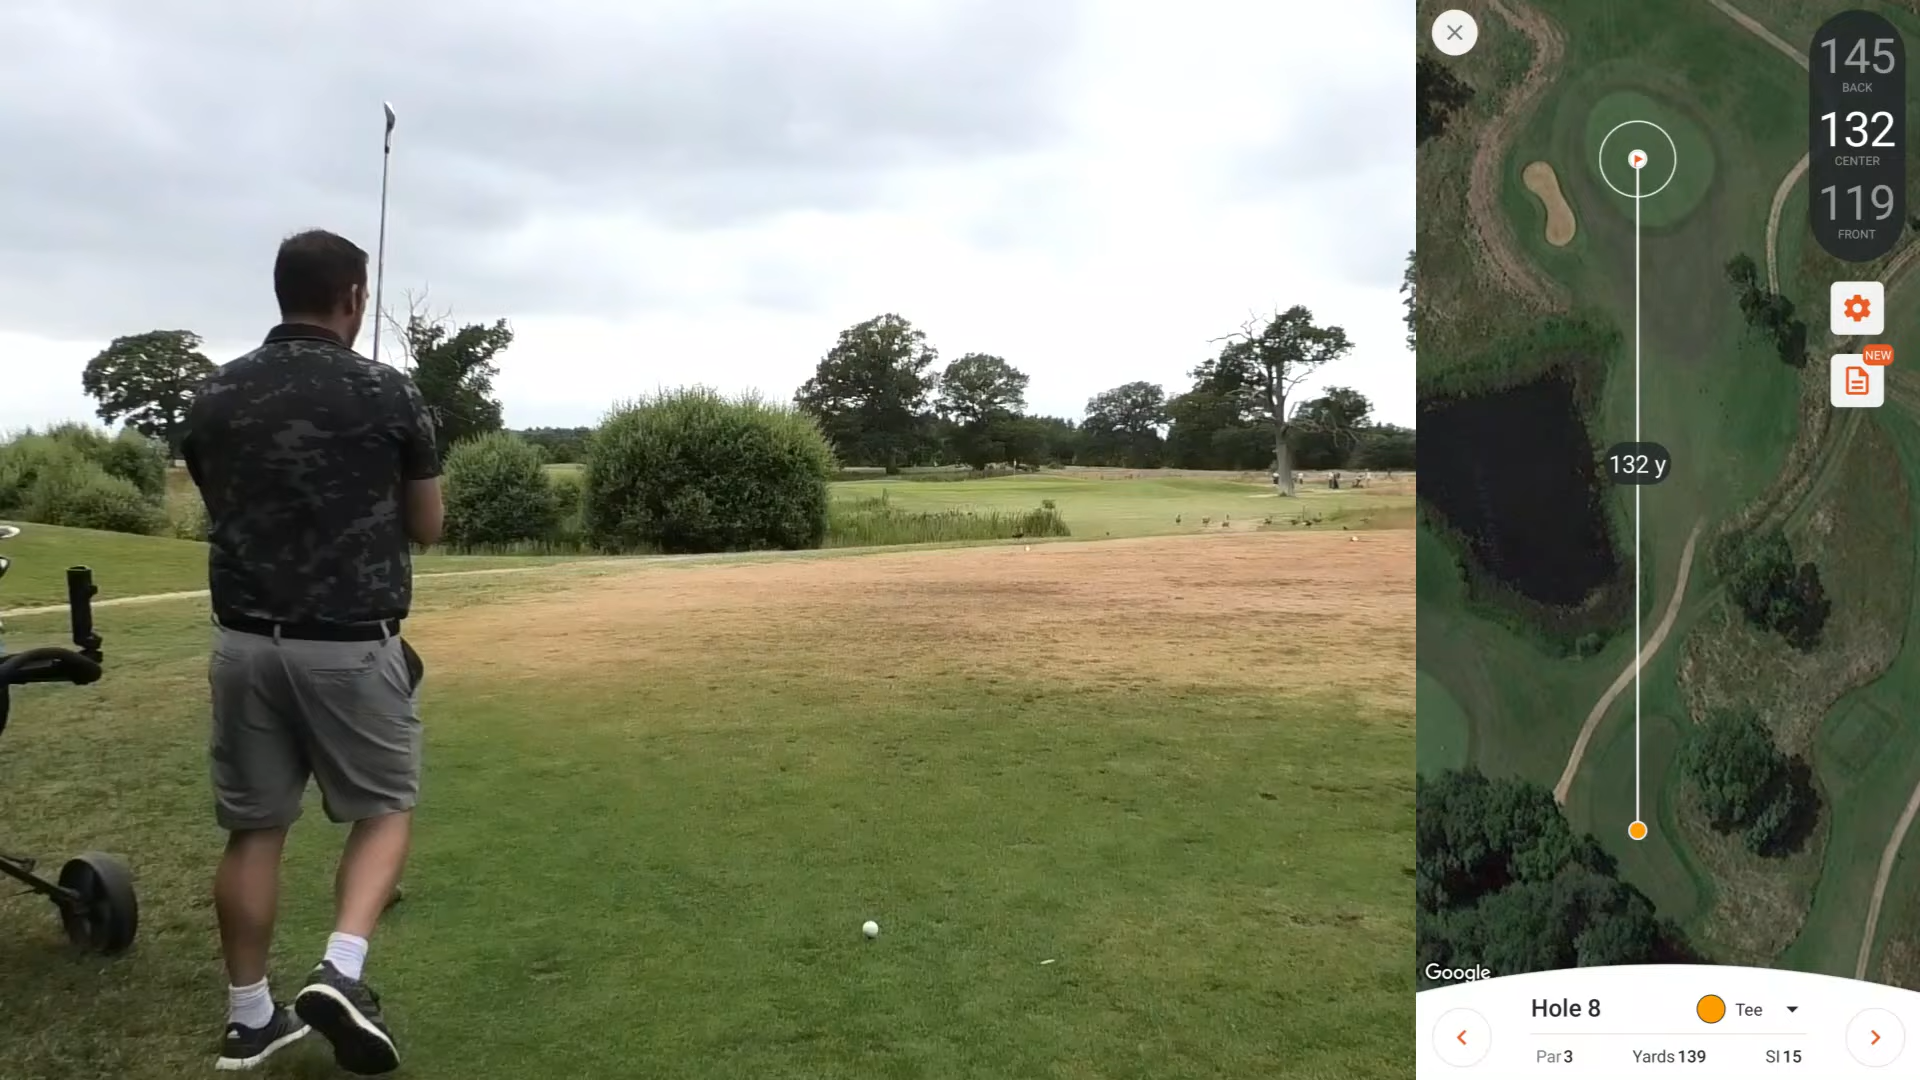 145
BACK
132
CENTER
119
FRONT
NEW
132 y
Google
Hole 8
Tee
Par 3
Yards 139
SI 15